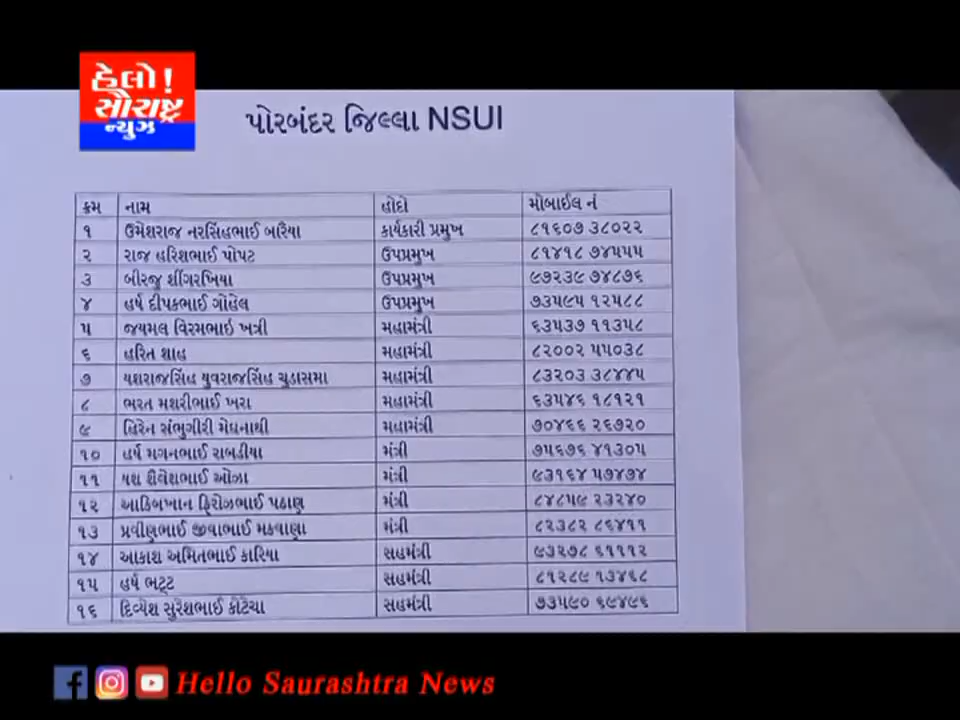 હેલો!
સૌરાષ્ટ્ર
ન્યુઝ
પોરબંદર જિલ્લા NSUI
ક્રમ નામ હોદો મોબાઈલ નં
૧ ઉમેશરાજ નરસિંહભાઈ બારૈયા કાર્યકારી પ્રમુખ ૮૧૬૦૭ ૩૮૦૨૨
૨ રાજ હરિશભાઈ પોપટ ઉપપ્રમુખ ૮૧૪૧૮ ૭૪૫૫૫
૩ બીરજુ શીંગરખિયા ઉપપ્રમુખ ૯૭૨૩૯ ૭૪૮૭૬
૪ હર્ષ દીપકભાઈ ગોહેલ ઉપપ્રમુખ ૭૩૫૯૫ ૧૨૫૮૮
૫ જયમલ વિરમભાઈ ખત્રી મહામંત્રી ૬૩૫૩૭ ૧૧૩૫૮
૬ હરિત શાહ મહામંત્રી ૮૨૦૦૨ ૫૫૦૩૮
૭ યશરાજસિંહ યુવરાજસિંહ ચુડાસમા મહામંત્રી ૮૩૨૦૩ ૩૮૪૪૫
૮ ભરત મશરીભાઈ ખરા મહામંત્રી ૬૩૫૪૬ ૧૮૧૨૧
૯ હિરેન સંભુગીરી મેઘનાથી મહામંત્રી ૭૦૪૬૬ ૨૬૭૨૦
૧૦ હર્ષ મગનભાઈ રાબડીયા મંત્રી ૭૫૬૭૬ ૪૧૩૦૫
૧૧ યશ શૈલેશભાઈ ઓઝા મંત્રી ૯૩૧૬૪ ૫૭૪૭૪
૧૨ આકિબખાન ફિરોઝભાઈ પઠાણ મંત્રી ૮૪૮૫૯ ૨૩૨૪૦
૧૩ પ્રવીણભાઈ જીવાભાઈ મકવાણા મંત્રી ૮૨૩૮૨ ૮૬૪૧૧
૧૪ આકાશ અમિતભાઈ કારિયા સહમંત્રી ૯૩૨૭૮ ૬૧૧૧૨
૧૫ હર્ષ ભટ્ટ સહમંત્રી ૮૧૨૮૯ ૧૩૪૬૮
૧૬ દિવ્યેશ સુરેશભાઈ કોટેચા સહમંત્રી ૭૩૫૯૦ ૬૯૪૯૬
Hello Saurashtra News